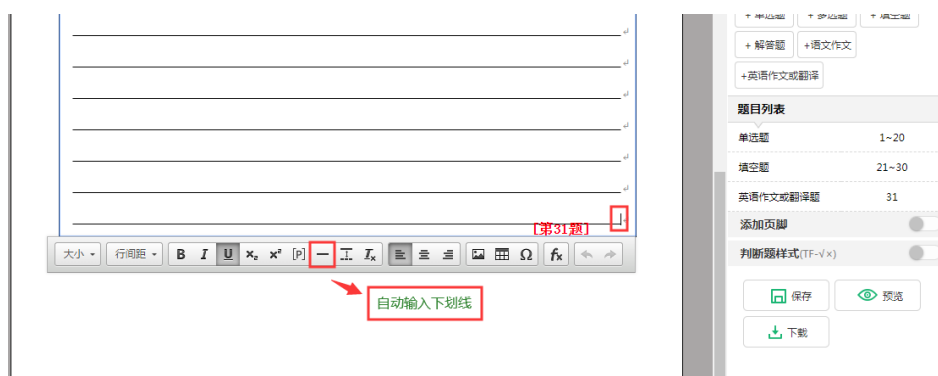 + 单选题 + 多选题 + 填空题
+ 解答题 +语文作文
+英语作文或翻译
题目列表
单选题 1~20
填空题 21~30
英语作文或翻译题 31
添加页脚
判断题样式(TF-√×)
保存 预览
下载
[第31题]
大小 行间距 B I U x₂ x² [P] — I Iₓ Ω fx
自动输入下划线